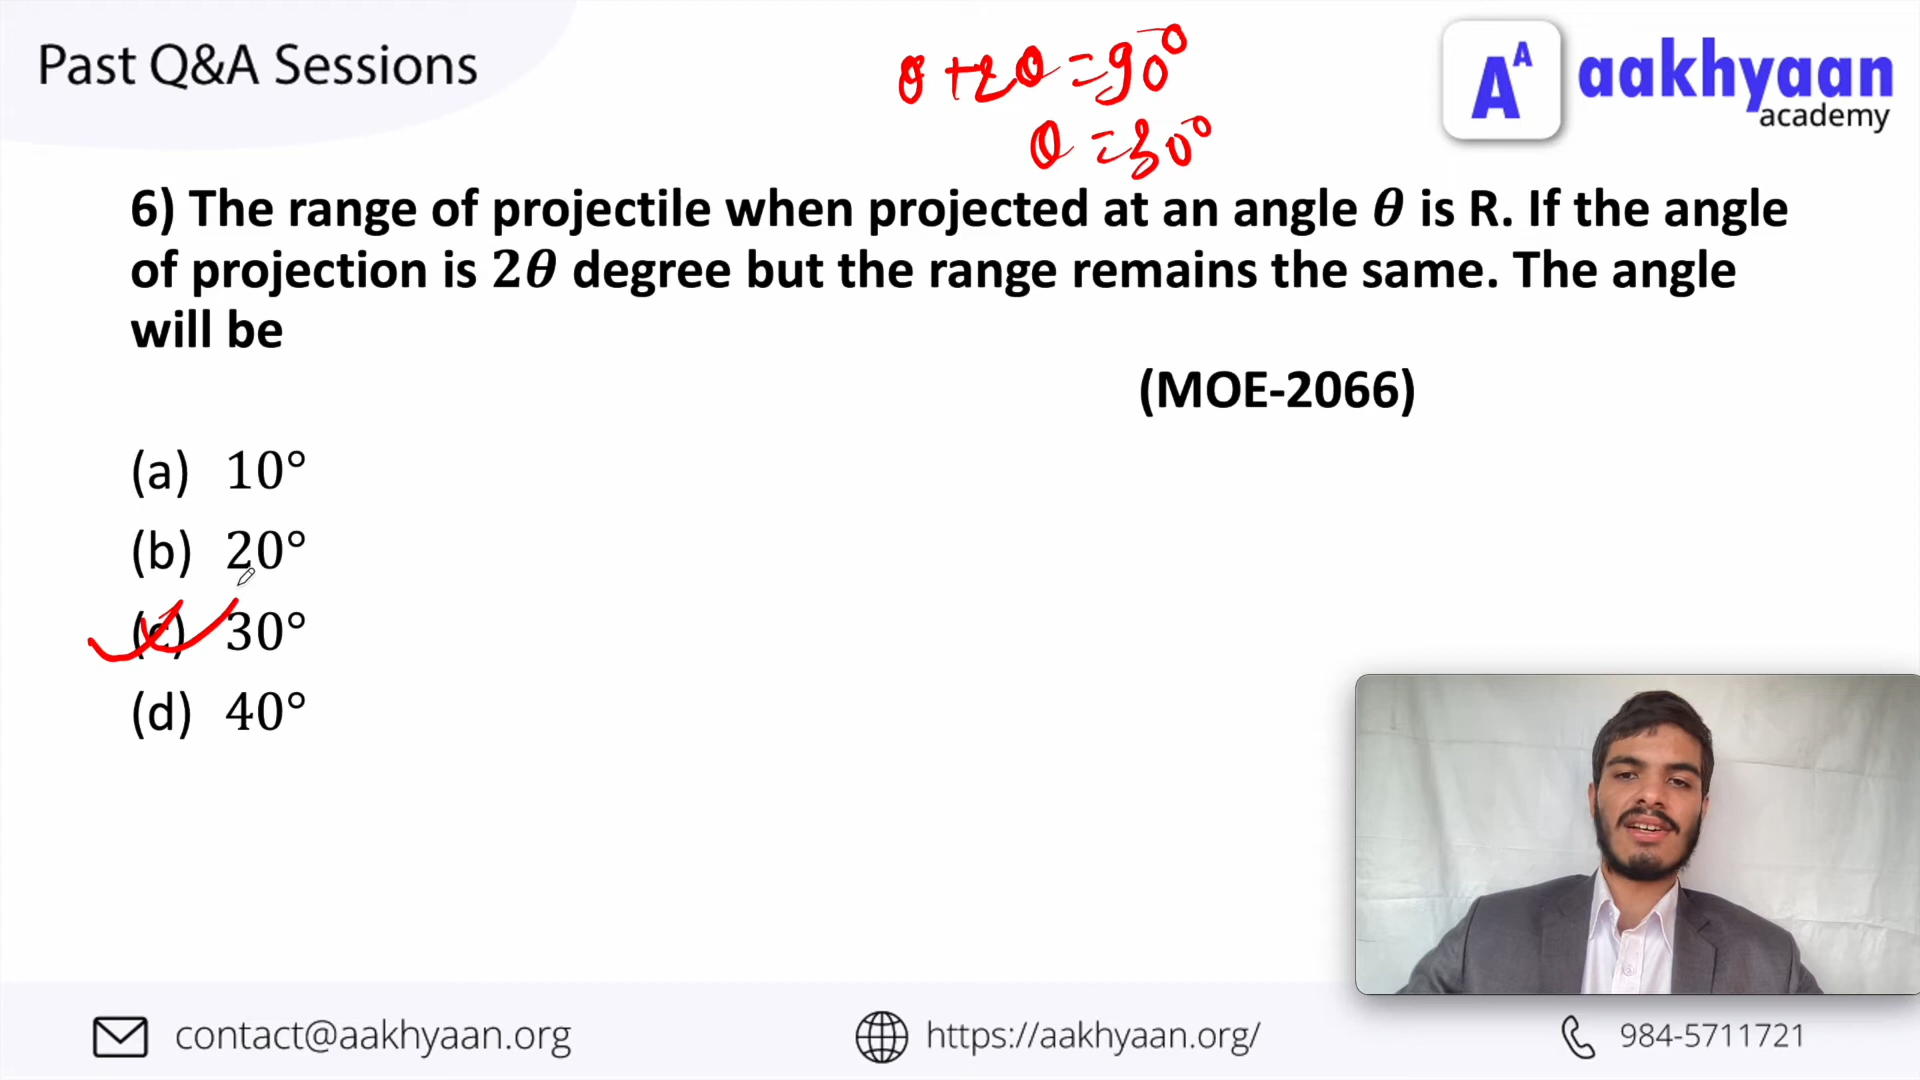 Past Q&A Sessions
θ + 2θ = 90°
θ = 30°
A^A aakhyaan
academy
6) The range of projectile when projected at an angle θ is R. If the angle
of projection is 2θ degree but the range remains the same. The angle
will be
(MOE-2066)
(a) 10°
(b) 20°
(c) 30°
(d) 40°
contact@aakhyaan.org
https://aakhyaan.org/
984-5711721